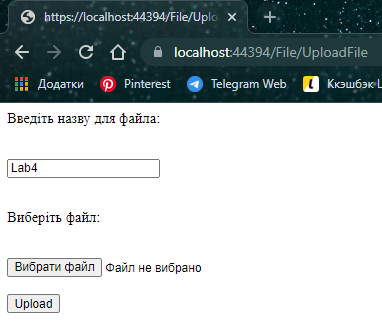 https://localhost:44394/File/Uplo
localhost:44394/File/UploadFile
Додатки Pinterest Telegram Web Ккэшбэк L
Введіть назву для файла:
Lab4
Виберіть файл:
Вибрати файл Файл не вибрано
Upload